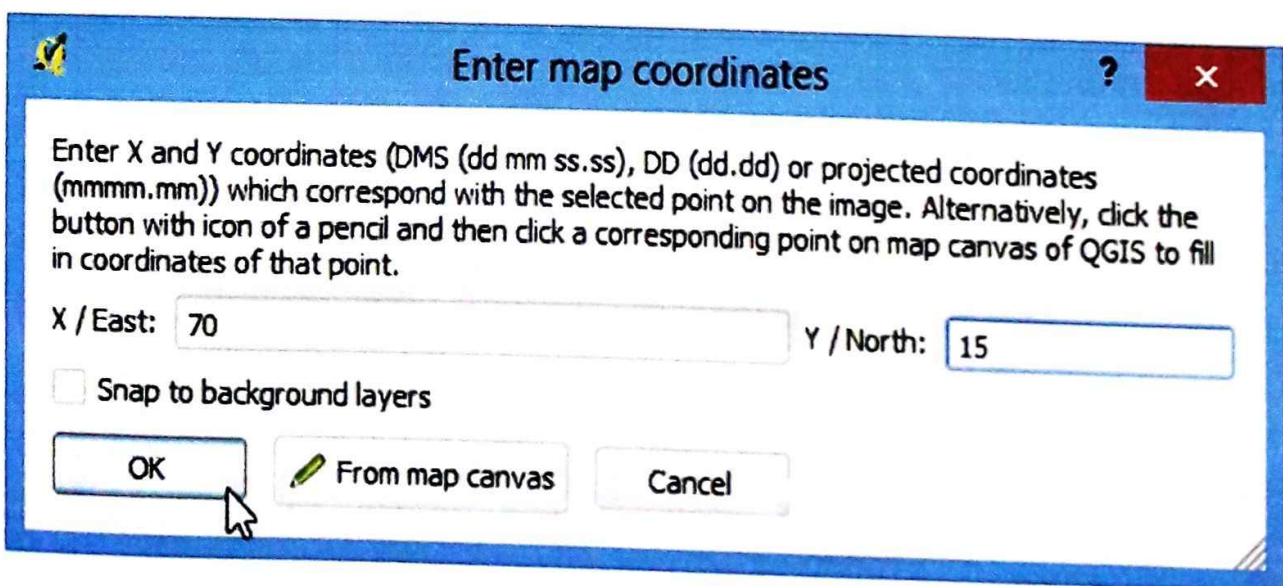 Enter map coordinates ? ×
Enter X and Y coordinates (DMS (dd mm ss.ss), DD (dd.dd) or projected coordinates
(mmmm.mm)) which correspond with the selected point on the image. Alternatively, click the
button with icon of a pencil and then click a corresponding point on map canvas of QGIS to fill
in coordinates of that point.
X / East: 70 Y / North: 15
Snap to background layers
OK From map canvas Cancel